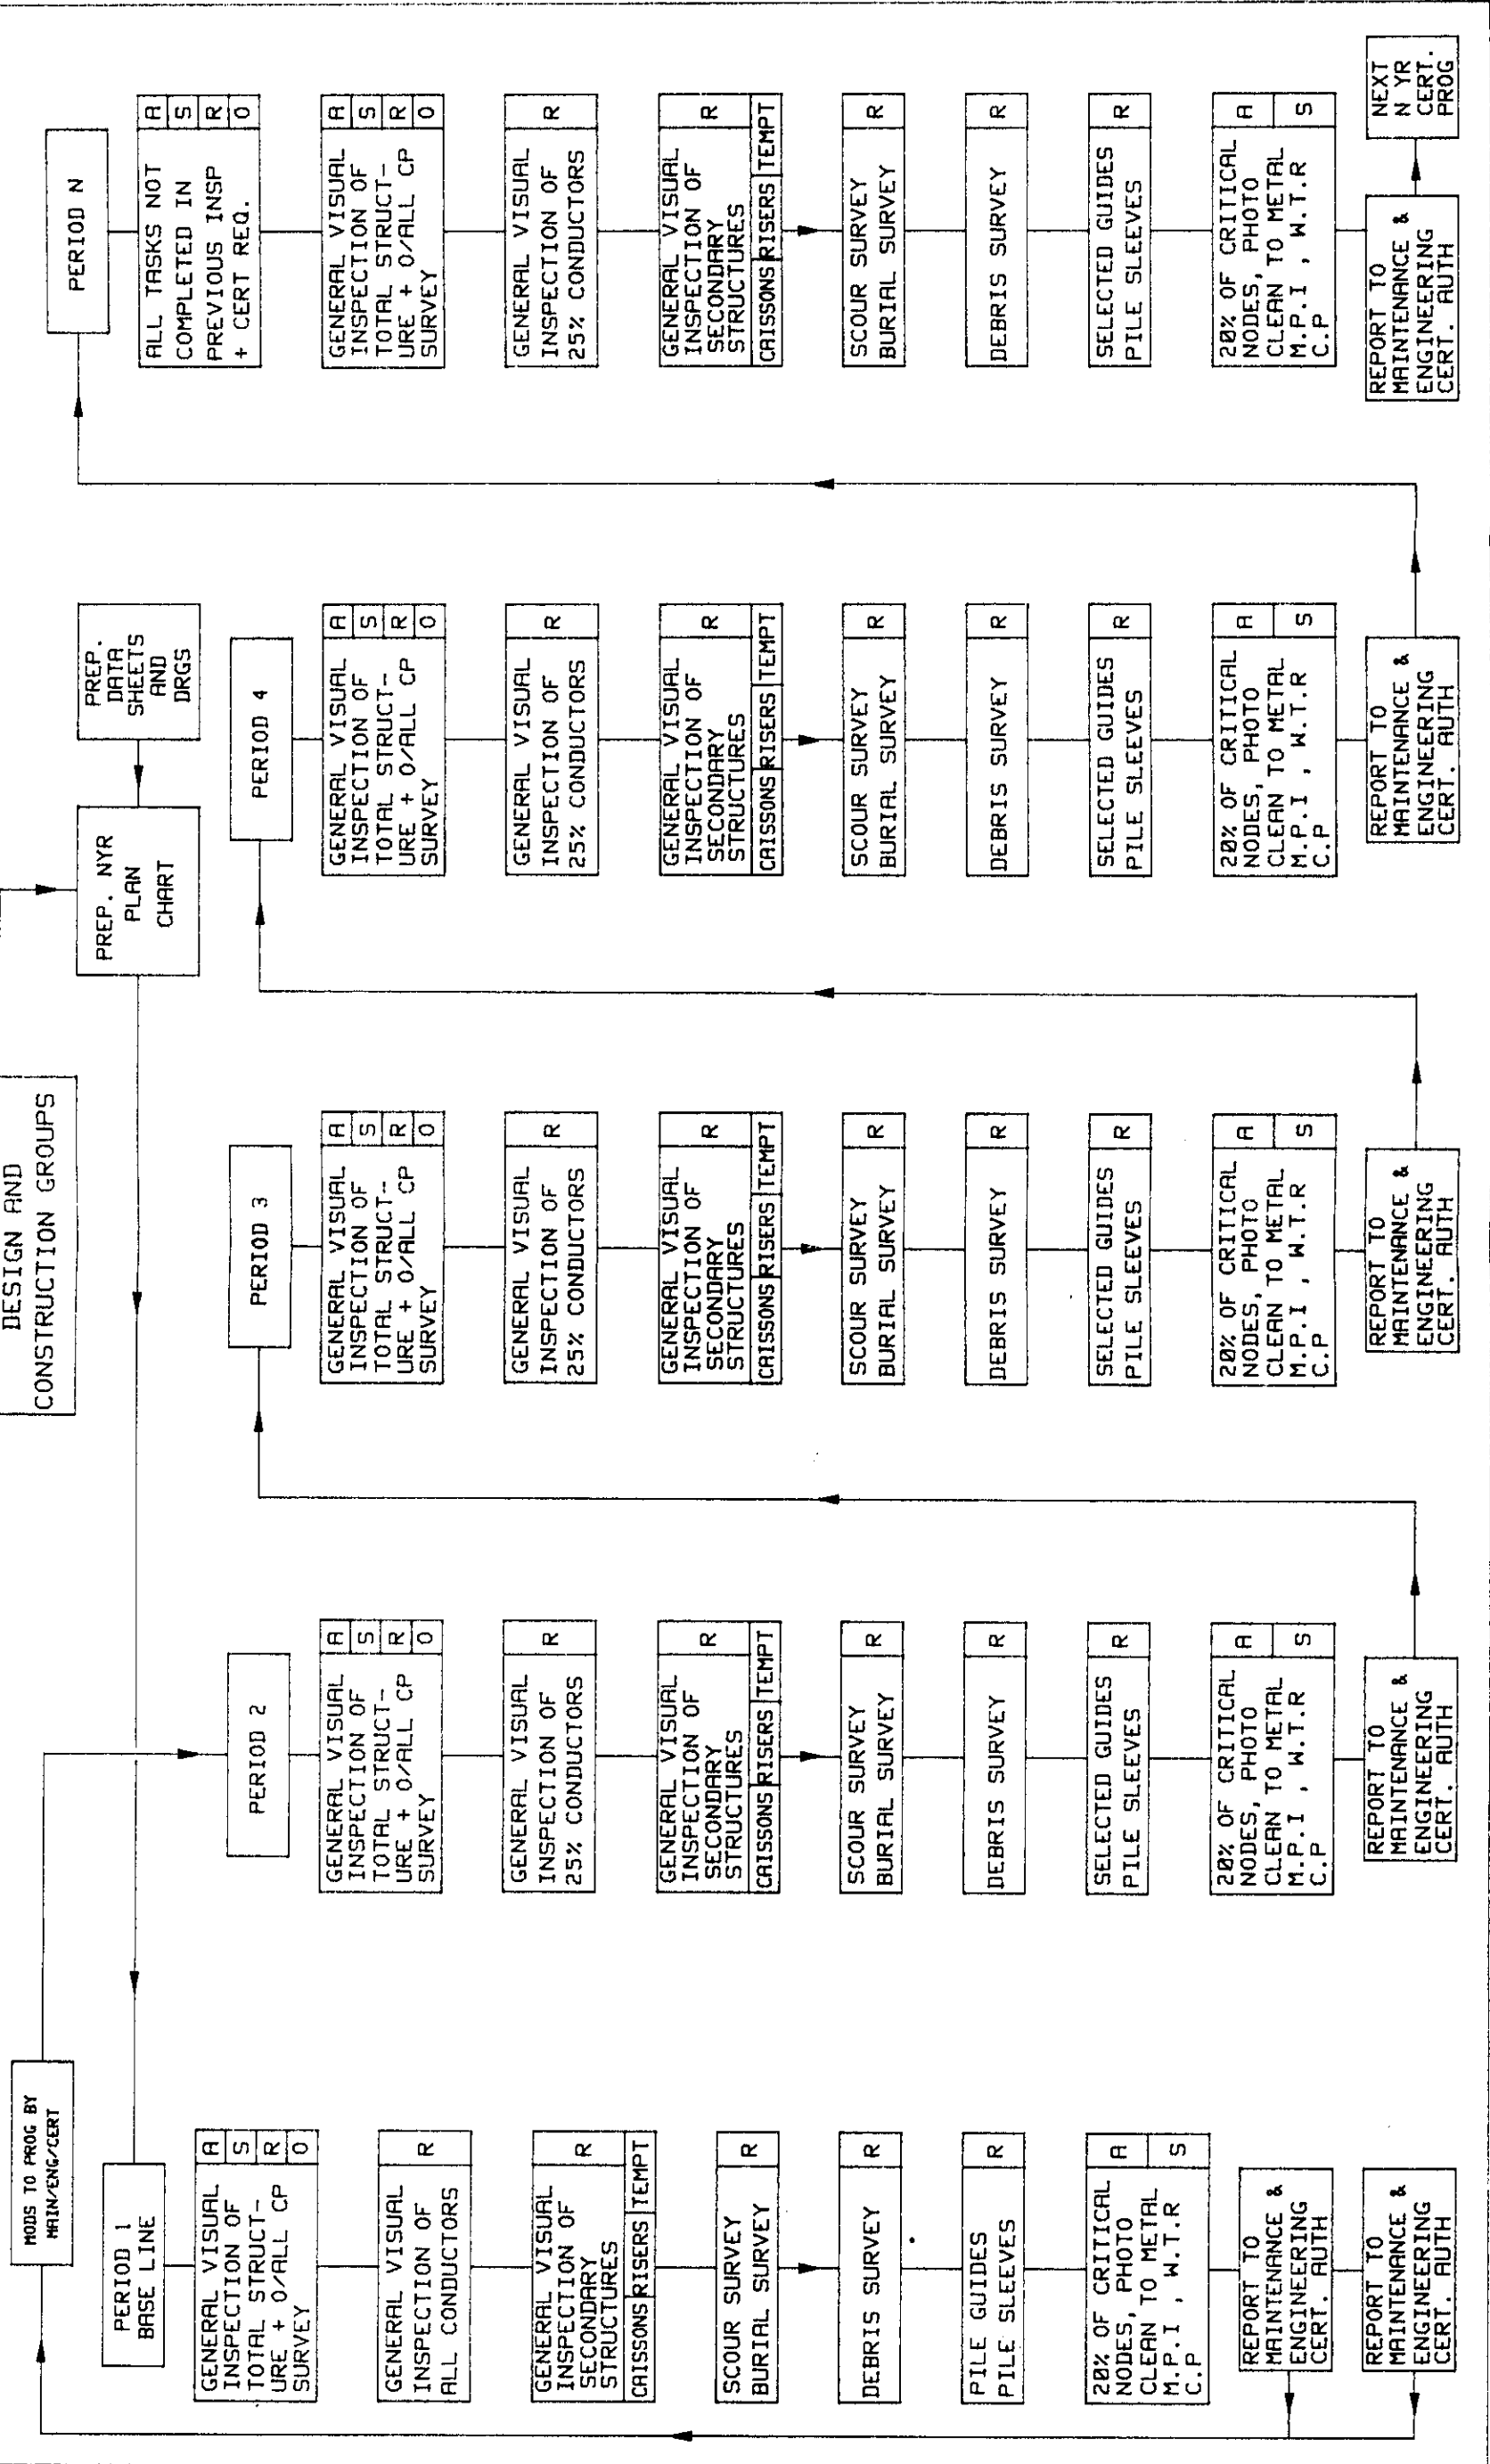 DESIGN AND
CONSTRUCTION GROUPS
PREP. NYR
PLAN
CHART
PREP.
DATA
SHEETS
AND
DRGS
MODS TO PROG BY
MAIN/ENG/CERT
PERIOD 1
BASE LINE
GENERAL VISUAL
INSPECTION OF
TOTAL STRUCT-
URE + O/ALL CP
SURVEY
A
S
R
O
GENERAL VISUAL
INSPECTION OF
ALL CONDUCTORS
R
GENERAL VISUAL
INSPECTION OF
SECONDARY
STRUCTURES
R
CAISSONS RISERS TEMPT
SCOUR SURVEY
BURIAL SURVEY
R
DEBRIS SURVEY
R
PILE GUIDES
PILE SLEEVES
R
20% OF CRITICAL
NODES, PHOTO
CLEAN TO METAL
M.P.I , W.T.R
C.P
A
S
REPORT TO
MAINTENANCE &
ENGINEERING
CERT. AUTH
REPORT TO
MAINTENANCE &
ENGINEERING
CERT. AUTH
PERIOD 2
GENERAL VISUAL
INSPECTION OF
TOTAL STRUCT-
URE + O/ALL CP
SURVEY
A
S
R
O
GENERAL VISUAL
INSPECTION OF
25% CONDUCTORS
R
GENERAL VISUAL
INSPECTION OF
SECONDARY
STRUCTURES
R
CAISSONS RISERS TEMPT
SCOUR SURVEY
BURIAL SURVEY
R
DEBRIS SURVEY
R
SELECTED GUIDES
PILE SLEEVES
R
20% OF CRITICAL
NODES, PHOTO
CLEAN TO METAL
M.P.I , W.T.R
C.P
A
S
REPORT TO
MAINTENANCE &
ENGINEERING
CERT. AUTH
PERIOD 3
GENERAL VISUAL
INSPECTION OF
TOTAL STRUCT-
URE + O/ALL CP
SURVEY
A
S
R
O
GENERAL VISUAL
INSPECTION OF
25% CONDUCTORS
R
GENERAL VISUAL
INSPECTION OF
SECONDARY
STRUCTURES
R
CAISSONS RISERS TEMPT
SCOUR SURVEY
BURIAL SURVEY
R
DEBRIS SURVEY
R
SELECTED GUIDES
PILE SLEEVES
R
20% OF CRITICAL
NODES, PHOTO
CLEAN TO METAL
M.P.I , W.T.R
C.P
A
S
REPORT TO
MAINTENANCE &
ENGINEERING
CERT. AUTH
PERIOD 4
GENERAL VISUAL
INSPECTION OF
TOTAL STRUCT-
URE + O/ALL CP
SURVEY
A
S
R
O
GENERAL VISUAL
INSPECTION OF
25% CONDUCTORS
R
GENERAL VISUAL
INSPECTION OF
SECONDARY
STRUCTURES
R
CAISSONS RISERS TEMPT
SCOUR SURVEY
BURIAL SURVEY
R
DEBRIS SURVEY
R
SELECTED GUIDES
PILE SLEEVES
R
20% OF CRITICAL
NODES, PHOTO
CLEAN TO METAL
M.P.I , W.T.R
C.P
A
S
REPORT TO
MAINTENANCE &
ENGINEERING
CERT. AUTH
PERIOD N
ALL TASKS NOT
COMPLETED IN
PREVIOUS INSP
+ CERT REQ.
A
S
R
O
GENERAL VISUAL
INSPECTION OF
TOTAL STRUCT-
URE + O/ALL CP
SURVEY
A
S
R
O
GENERAL VISUAL
INSPECTION OF
25% CONDUCTORS
R
GENERAL VISUAL
INSPECTION OF
SECONDARY
STRUCTURES
R
CAISSONS RISERS TEMPT
SCOUR SURVEY
BURIAL SURVEY
R
DEBRIS SURVEY
R
SELECTED GUIDES
PILE SLEEVES
R
20% OF CRITICAL
NODES, PHOTO
CLEAN TO METAL
M.P.I , W.T.R
C.P
A
S
REPORT TO
MAINTENANCE &
ENGINEERING
CERT. AUTH
NEXT
N YR
CERT.
PROG